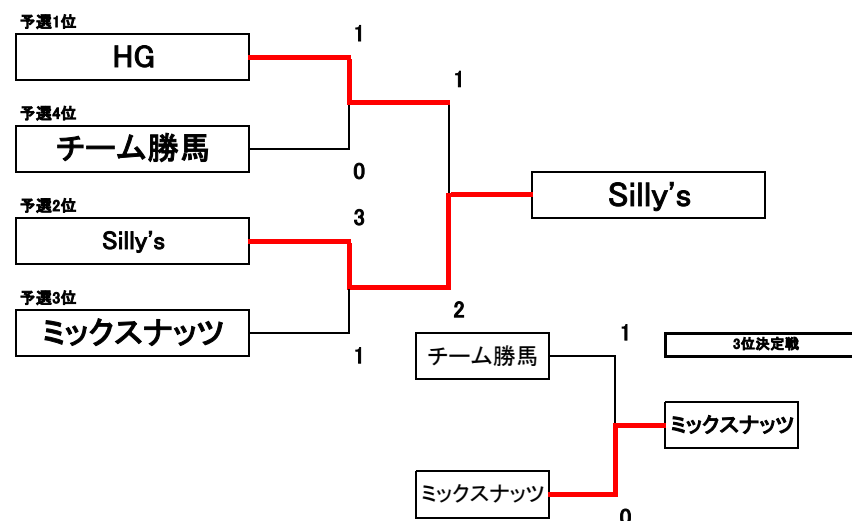 予選1位
1
HG
1
予選4位
チーム勝馬
0
予選2位
3
Silly's
Silly's
予選3位
2
ミックスナッツ
1
チーム勝馬
1
3位決定戦
ミックスナッツ
ミックスナッツ
0